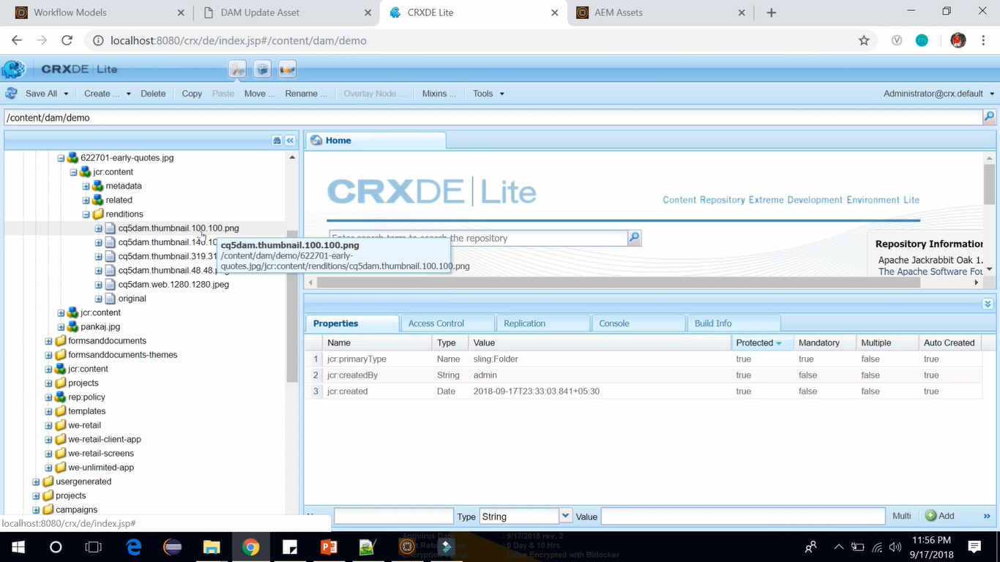 Workflow Models
DAM Update Asset
CRXDE Lite
AEM Assets
localhost:8080/crx/de/index.jsp#/content/dam/demo
CRXDE | Lite
Save All
Create ...
Delete
Copy
Paste
Move ...
Rename ...
Overlay Node ...
Mixins ...
Tools
Administrator@crx.default
/content/dam/demo
622701-early-quotes.jpg
jcr:content
metadata
related
renditions
cq5dam.thumbnail.100.100.png
cq5dam.thumbnail.140.10
cq5dam.thumbnail.319.31
cq5dam.thumbnail.48.48.png
cq5dam.web.1280.1280.jpeg
original
jcr:content
pankaj.jpg
formsanddocuments
formsanddocuments-themes
jcr:content
projects
rep:policy
templates
we-retail
we-retail-client-app
we-retail-screens
we-unlimited-app
usergenerated
projects
campaigns
localhost:8080/crx/de/index.jsp#
cq5dam.thumbnail.100.100.png
/content/dam/demo/622701-early-
quotes.jpg/jcr:content/renditions/cq5dam.thumbnail.100.100.png
Home
CRXDE | Lite
Content Repository Extreme Development Environment Lite
Enter search term to search the repository
Repository Information
Apache Jackrabbit Oak 1.
The Apache Software Fou
Properties
Access Control
Replication
Console
Build Info
Name Type Value Protected Mandatory Multiple Auto Created
1 jcr:primaryType Name sling:Folder true true false true
2 jcr:createdBy String admin true false false true
3 jcr:created Date 2018-09-17T23:33:03.841+05:30 true false false true
Type String Value Multi Add
: 9/17/2018 rev. 2
: 0 Day & 10 Hrs
: Drive Encrypted with Bitlocker
11:56 PM
9/17/2018